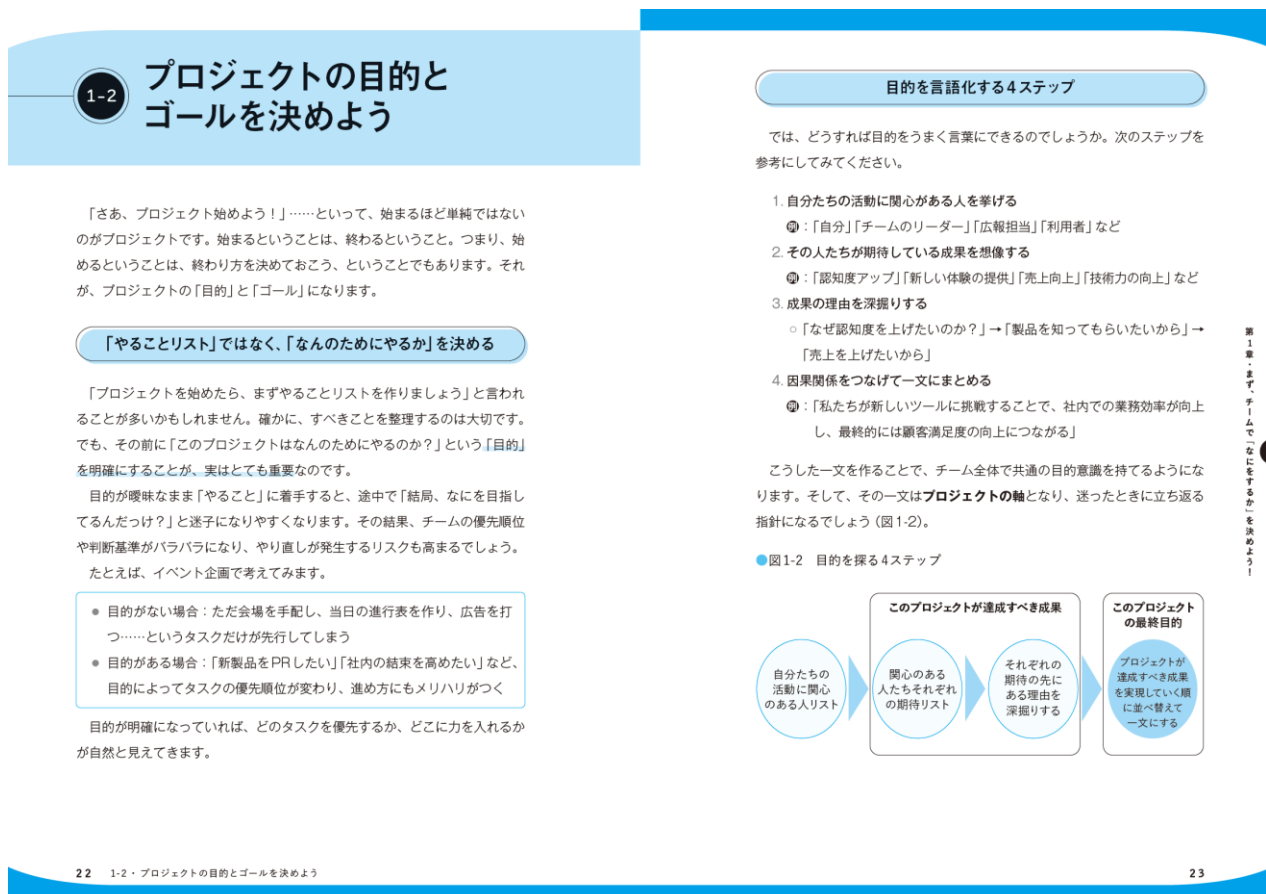 1-2
プロジェクトの目的と
ゴールを決めよう
「さあ、プロジェクト始めよう！」……といって、始まるほど単純ではない
のがプロジェクトです。始まるということは、終わるということ。つまり、始
めるということは、終わり方を決めておこう、ということでもあります。それ
が、プロジェクトの「目的」と「ゴール」になります。
「やることリスト」ではなく、「なんのためにやるか」を決める
「プロジェクトを始めたら、まずやることリストを作りましょう」と言われ
ることが多いかもしれません。確かに、すべきことを整理するのは大切です。
でも、その前に「このプロジェクトはなんのためにやるのか？」という「目的」
を明確にすることが、実はとても重要なのです。
目的が曖昧なまま「やること」に着手すると、途中で「結局、なにを目指し
てるんだっけ？」と迷子になりやすくなります。その結果、チームの優先順位
や判断基準がバラバラになり、やり直しが発生するリスクも高まるでしょう。
たとえば、イベント企画で考えてみます。
● 目的がない場合：ただ会場を手配し、当日の進行表を作り、広告を打
つ……というタスクだけが先行してしまう
● 目的がある場合：「新製品をPRしたい」「社内の結束を高めたい」など、
目的によってタスクの優先順位が変わり、進め方にもメリハリがつく
目的が明確になっていれば、どのタスクを優先するか、どこに力を入れるか
が自然と見えてきます。
22 1-2・プロジェクトの目的とゴールを決めよう
目的を言語化する4ステップ
では、どうすれば目的をうまく言葉にできるのでしょうか。次のステップを
参考にしてみてください。
1. 自分たちの活動に関心がある人を挙げる
例：「自分」「チームのリーダー」「広報担当」「利用者」など
2. その人たちが期待している成果を想像する
例：「認知度アップ」「新しい体験の提供」「売上向上」「技術力の向上」など
3. 成果の理由を深掘りする
○「なぜ認知度を上げたいのか？」→「製品を知ってもらいたいから」→
「売上を上げたいから」
4. 因果関係をつなげて一文にまとめる
例：「私たちが新しいツールに挑戦することで、社内での業務効率が向上
し、最終的には顧客満足度の向上につながる」
こうした一文を作ることで、チーム全体で共通の目的意識を持てるようにな
ります。そして、その一文はプロジェクトの軸となり、迷ったときに立ち返る
指針になるでしょう（図1-2）。
●図1-2 目的を探る4ステップ
自分たちの
活動に関心
のある人リスト
このプロジェクトが達成すべき成果
関心のある
人たちそれぞれ
の期待リスト
それぞれの
期待の先に
ある理由を
深掘りする
このプロジェクト
の最終目的
プロジェクトが
達成すべき成果
を実現していく順
に並べ替えて
一文にする
第1章・まず、チームで「なにをするか」を決めよう！
23